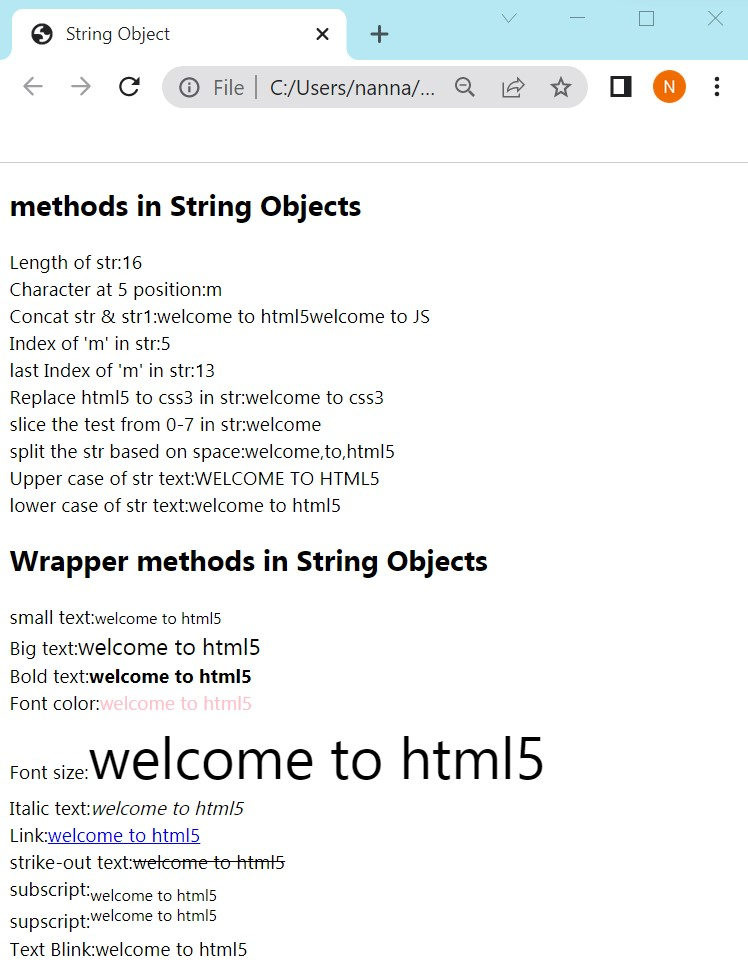 String Object
File
C:/Users/nanna/...
N
methods in String Objects
Length of str:16
Character at 5 position:m
Concat str & str1:welcome to html5welcome to JS
Index of 'm' in str:5
last Index of 'm' in str:13
Replace html5 to css3 in str:welcome to css3
slice the test from 0-7 in str:welcome
split the str based on space:welcome,to,html5
Upper case of str text:WELCOME TO HTML5
lower case of str text:welcome to html5
Wrapper methods in String Objects
small text:welcome to html5
Big text:welcome to html5
Bold text:welcome to html5
Font color:welcome to html5
Font size:welcome to html5
Italic text:welcome to html5
Link:welcome to html5
strike-out text:welcome to html5
subscript:welcome to html5
supscript:welcome to html5
Text Blink:welcome to html5